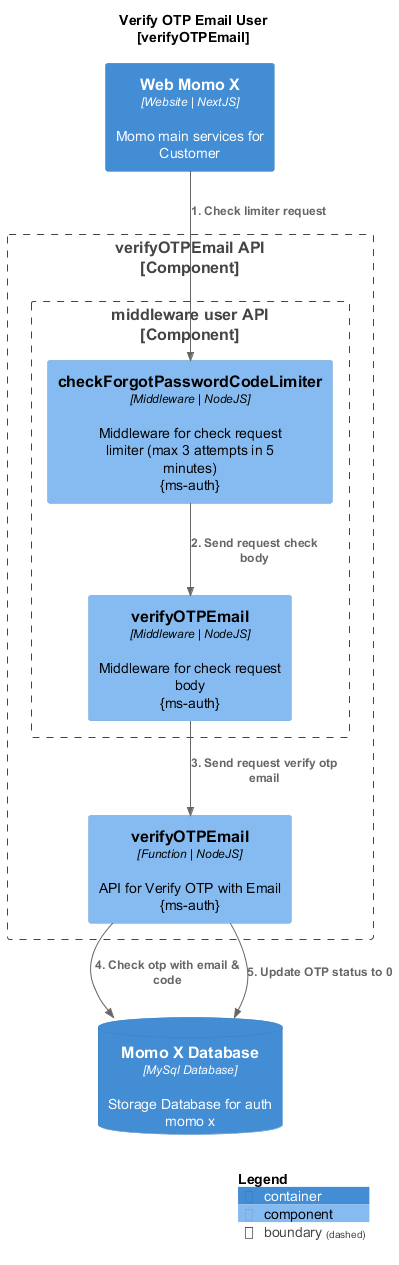 Verify OTP Email User
[verifyOTPEmail]
Web Momo X
[Website | NextJS]
Momo main services for
Customer
1. Check limiter request
verifyOTPEmail API
[Component]
middleware user API
[Component]
checkForgotPasswordCodeLimiter
[Middleware | NodeJS]
Middleware for check request
limiter (max 3 attempts in 5
minutes)
{ms-auth}
2. Send request check
body
verifyOTPEmail
[Middleware | NodeJS]
Middleware for check request
body
{ms-auth}
3. Send request verify otp
email
verifyOTPEmail
[Function | NodeJS]
API for Verify OTP with Email
{ms-auth}
4. Check otp with email &
code
5. Update OTP status to 0
Momo X Database
[MySql Database]
Storage Database for auth
momo x
Legend
container
component
boundary (dashed)